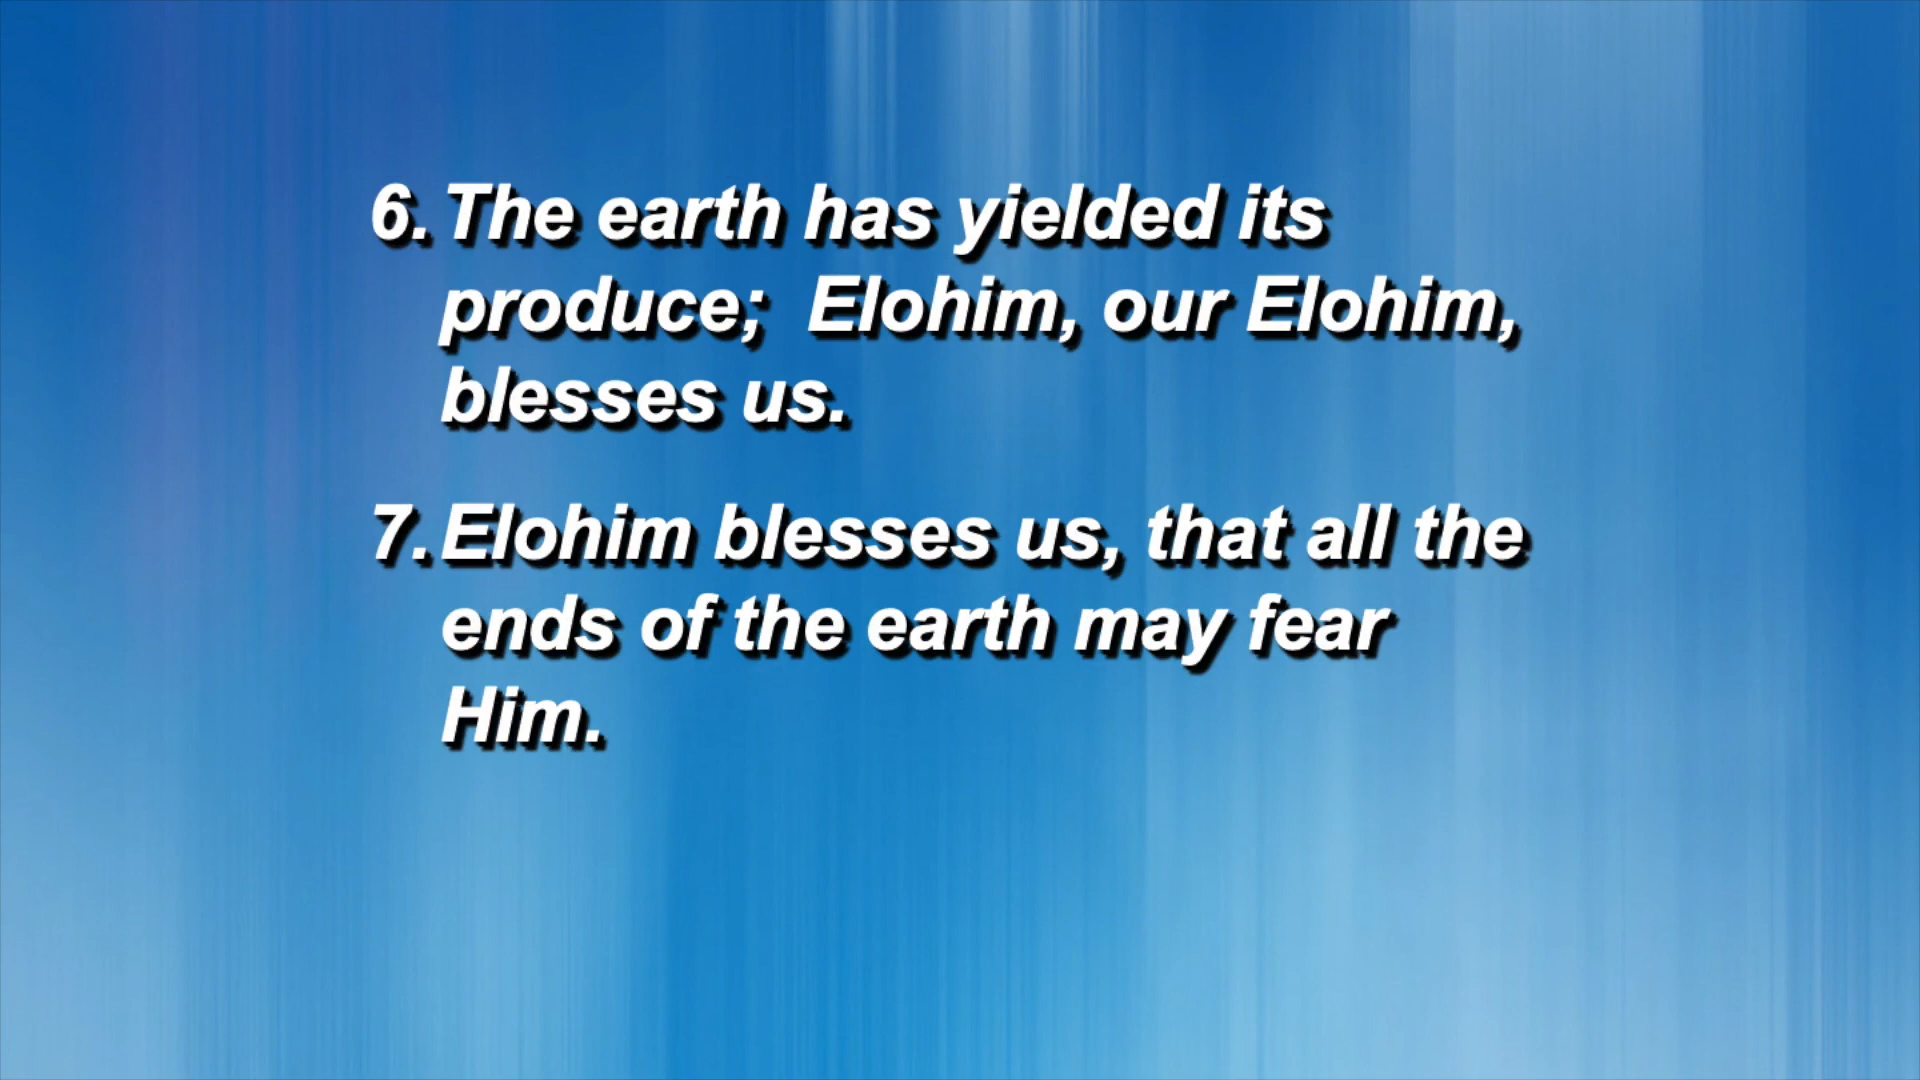 6. The earth has yielded its
produce;  Elohim, our Elohim,
blesses us.
7. Elohim blesses us, that all the
ends of the earth may fear
Him.